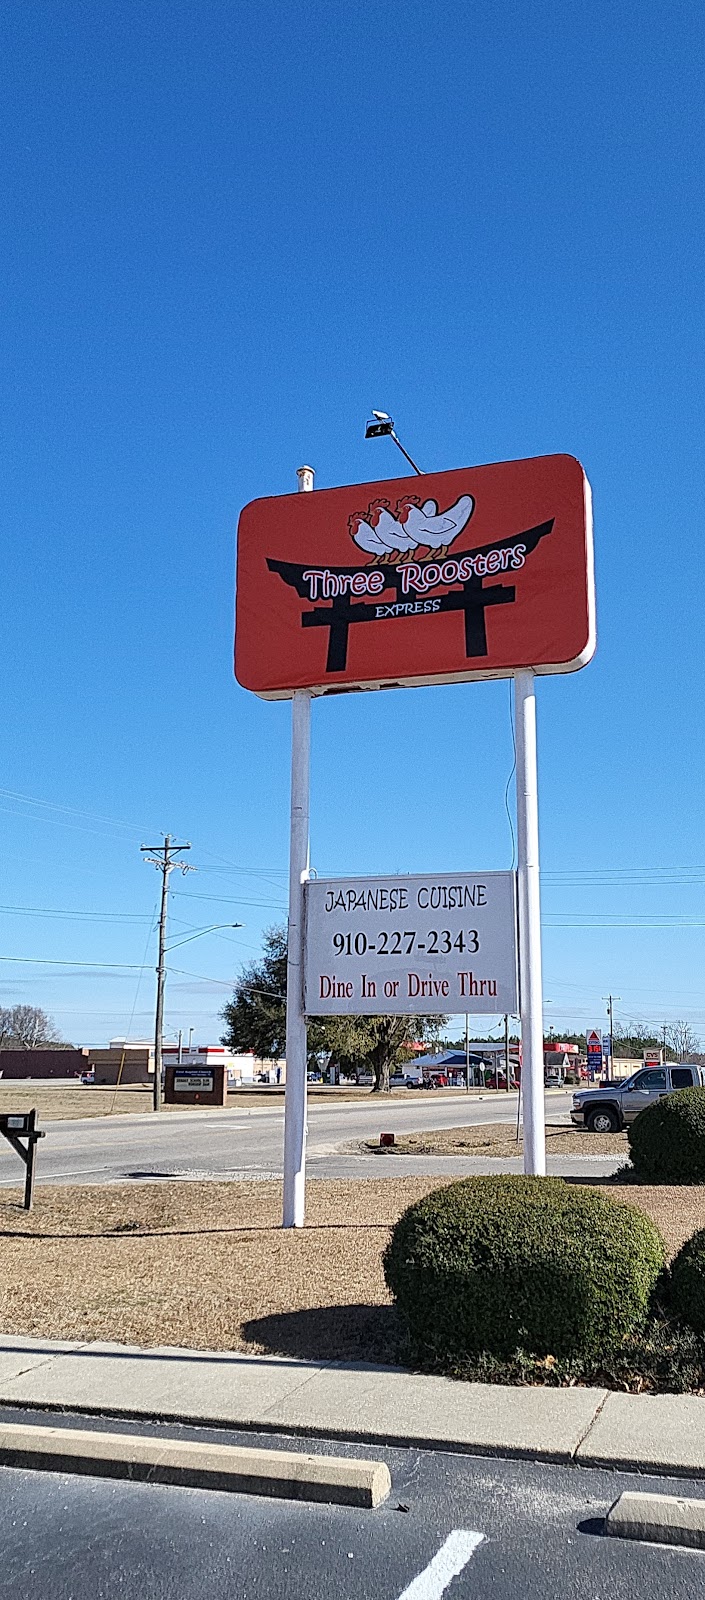 Three Roosters
EXPRESS
JAPANESE CUISINE
910-227-2343
Dine In or Drive Thru